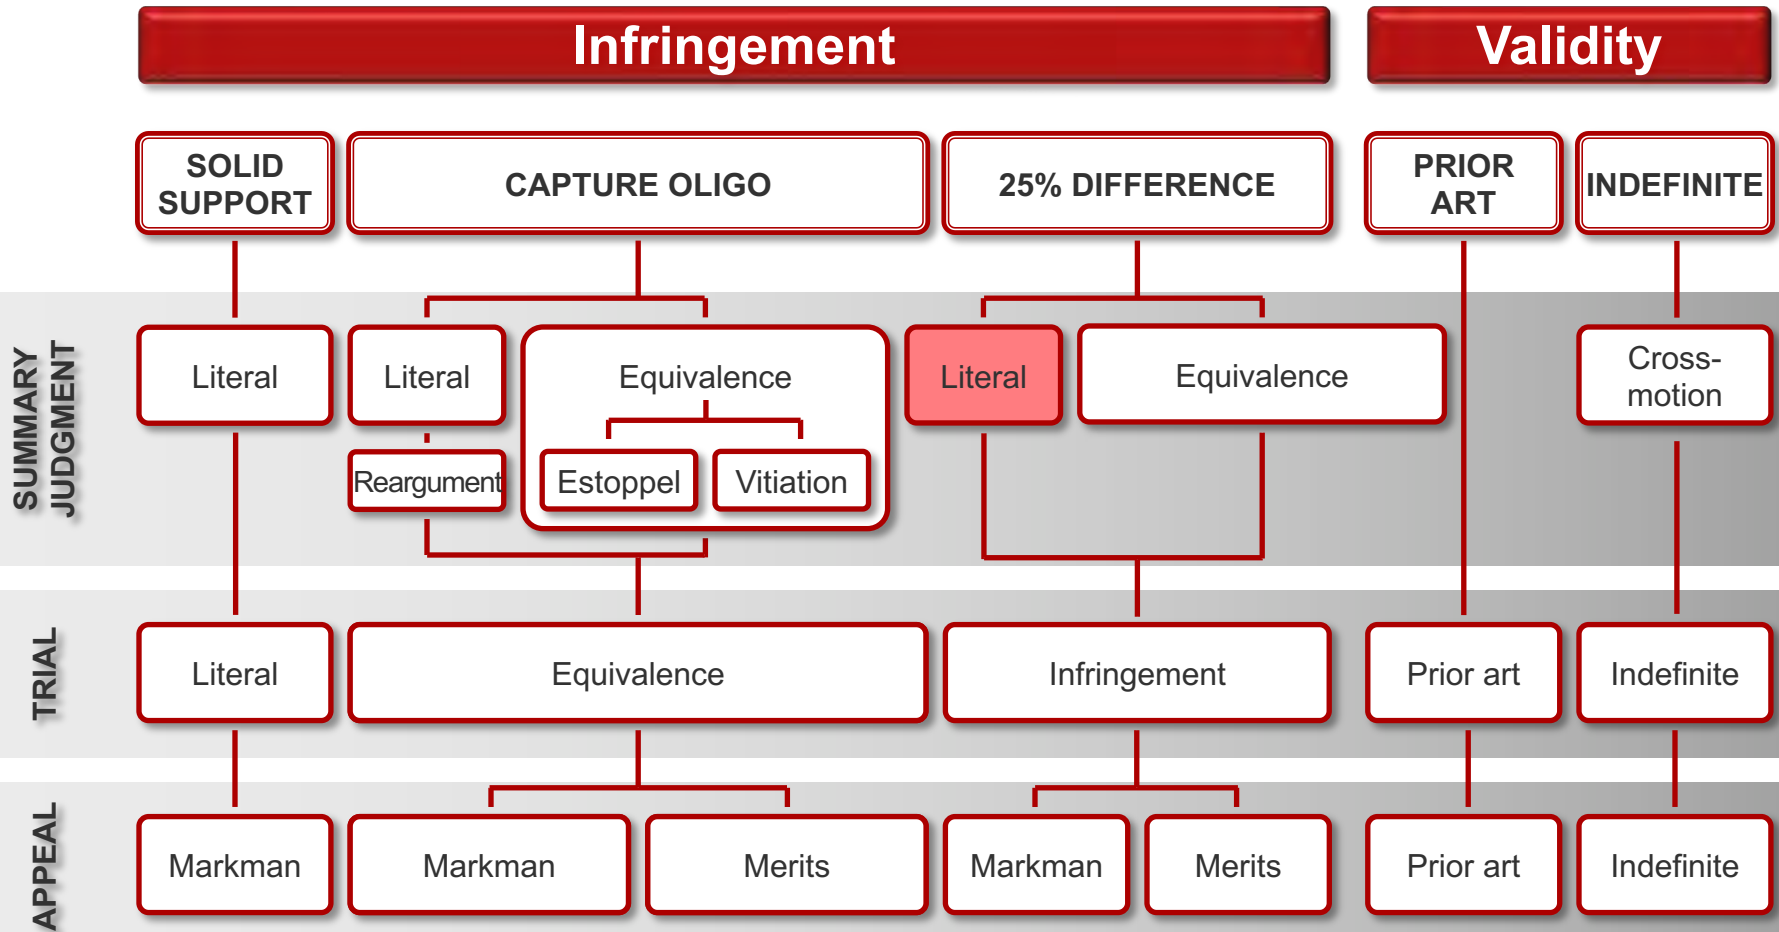 Infringement
Validity
SOLID
SUPPORT
CAPTURE OLIGO
25% DIFFERENCE
PRIOR
ART
INDEFINITE
SUMMARY
JUDGMENT
Literal
Literal
Equivalence
Literal
Equivalence
Cross-
motion
Reargument
Estoppel
Vitiation
TRIAL
Literal
Equivalence
Infringement
Prior art
Indefinite
APPEAL
Markman
Markman
Merits
Markman
Merits
Prior art
Indefinite